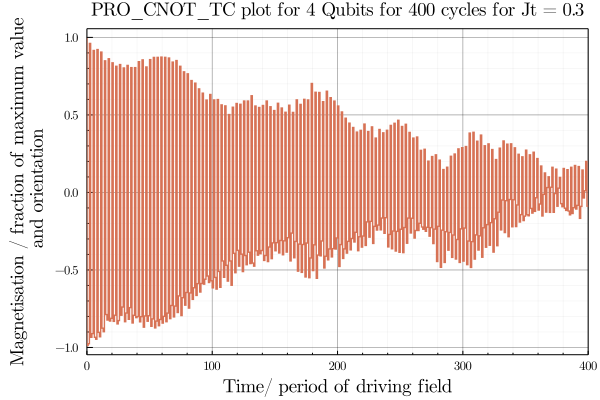 PRO_CNOT_TC plot for 4 Qubits for 400 cycles for Jt = 0.3
Magnetisation / fraction of maximum value
and orientation
1.0
0.5
0.0
−0.5
−1.0
0
100
200
300
400
Time/ period of driving field